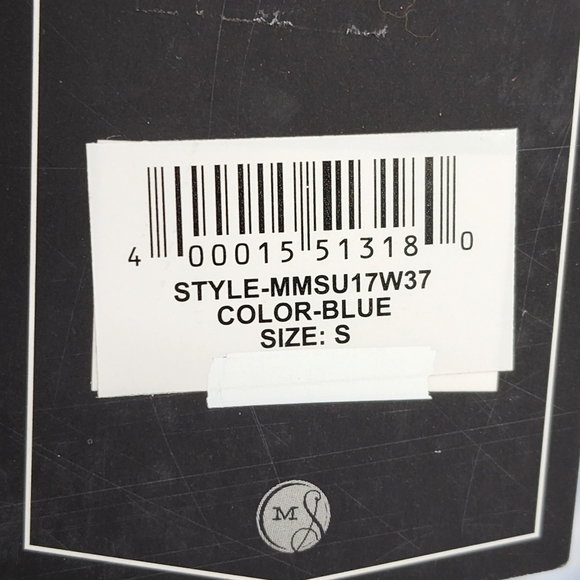 4 00015 51318 0
STYLE-MMSU17W37
COLOR-BLUE
SIZE: S
MS